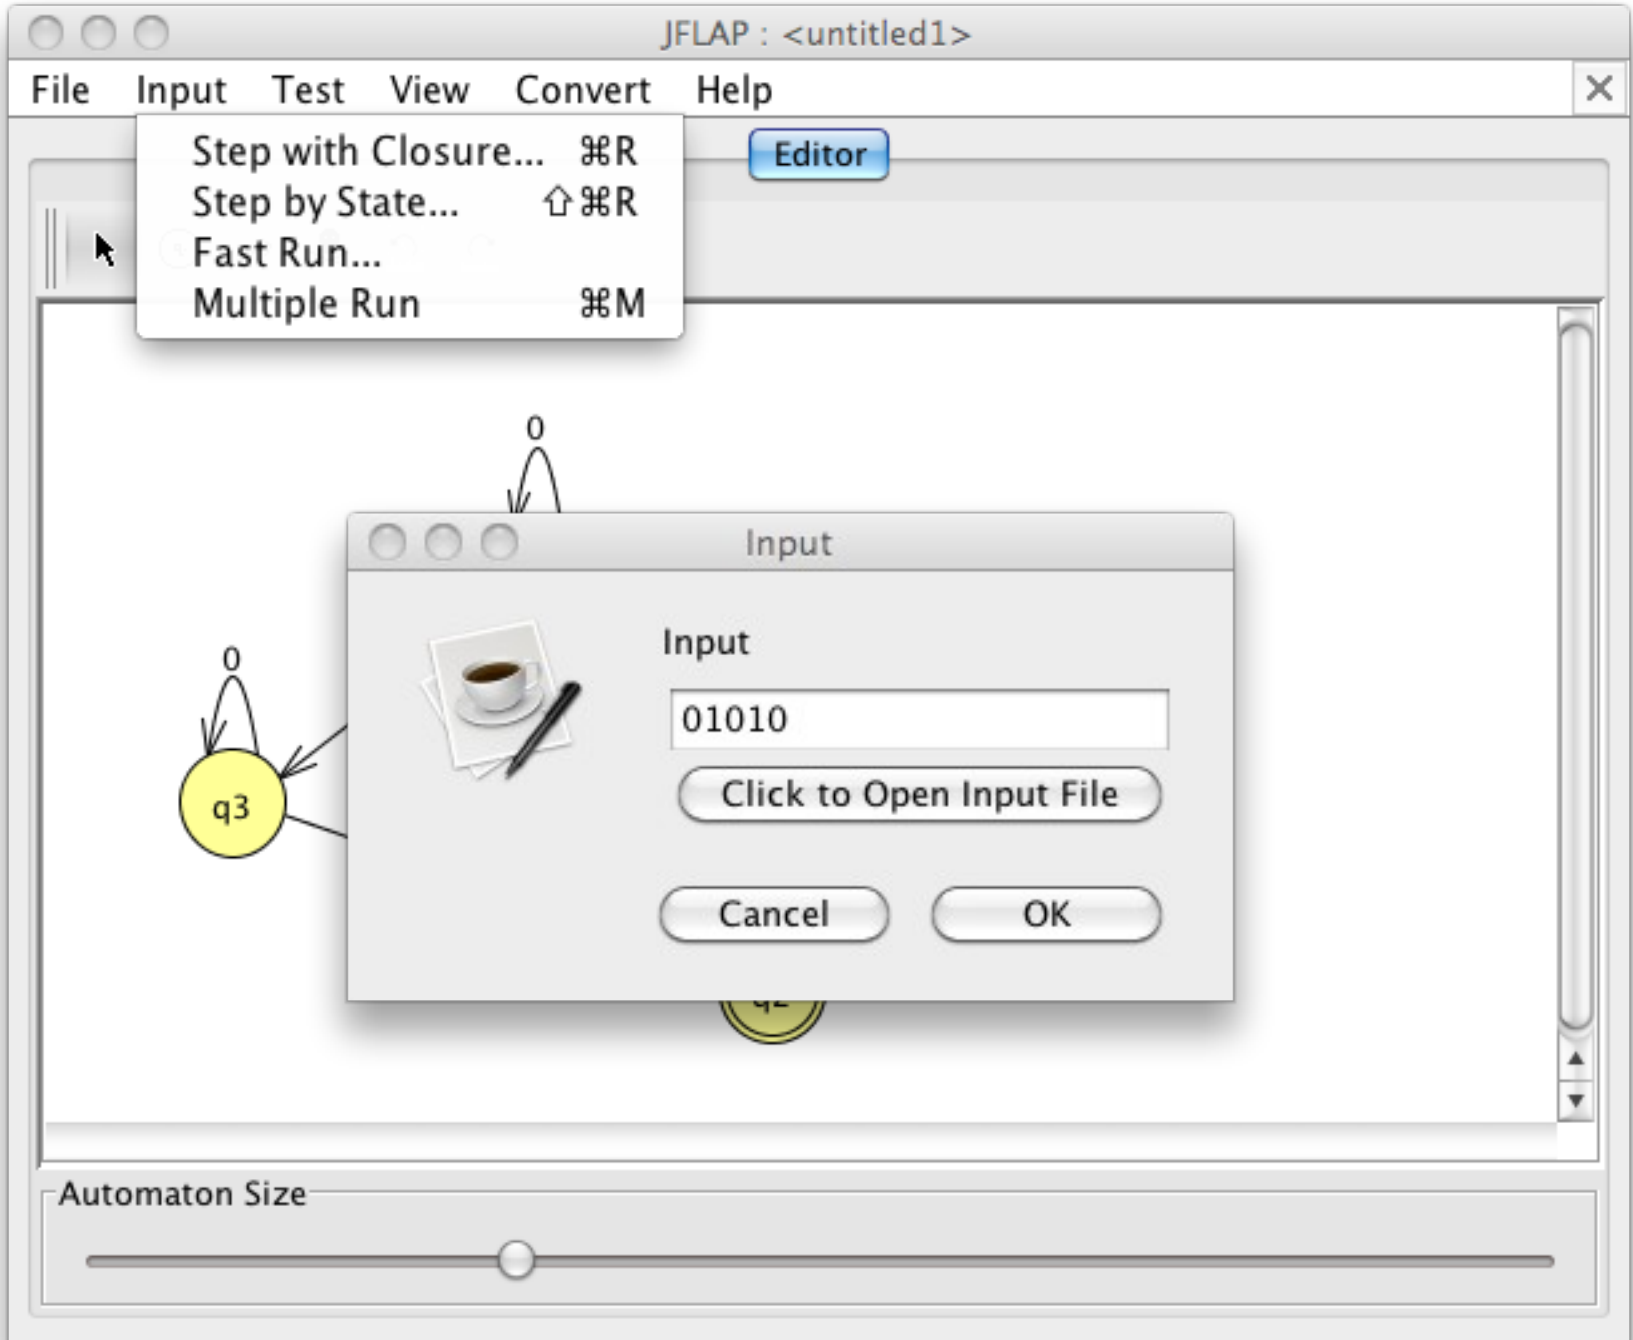 JFLAP : <untitled1>
File Input Test View Convert Help
Step with Closure... ⌘R
Step by State... ⇧⌘R
Fast Run...
Multiple Run ⌘M
Editor
0
Input
Input
01010
Click to Open Input File
Cancel OK
0
q3
q2
Automaton Size